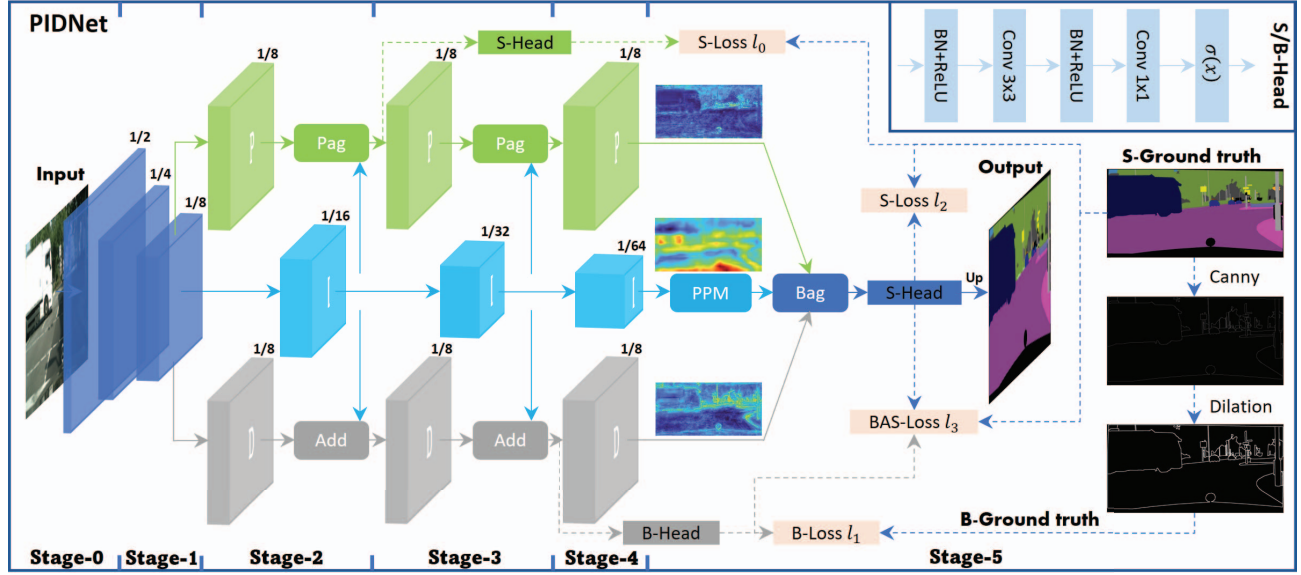 PIDNet
1/8
1/8
1/8
S-Head
S-Loss l₀
BN+ReLU
Conv 3x3
BN+ReLU
Conv 1x1
σ(x)
S/B-Head
P
Pag
P
Pag
P
Input
1/2
1/4
1/8
S-Ground truth
Output
S-Loss l₂
1/16
1/32
1/64
I
I
I
PPM
Bag
S-Head
Up
Canny
1/8
1/8
1/8
D
Add
D
Add
D
BAS-Loss l₃
Dilation
B-Head
B-Loss l₁
B-Ground truth
Stage-0
Stage-1
Stage-2
Stage-3
Stage-4
Stage-5